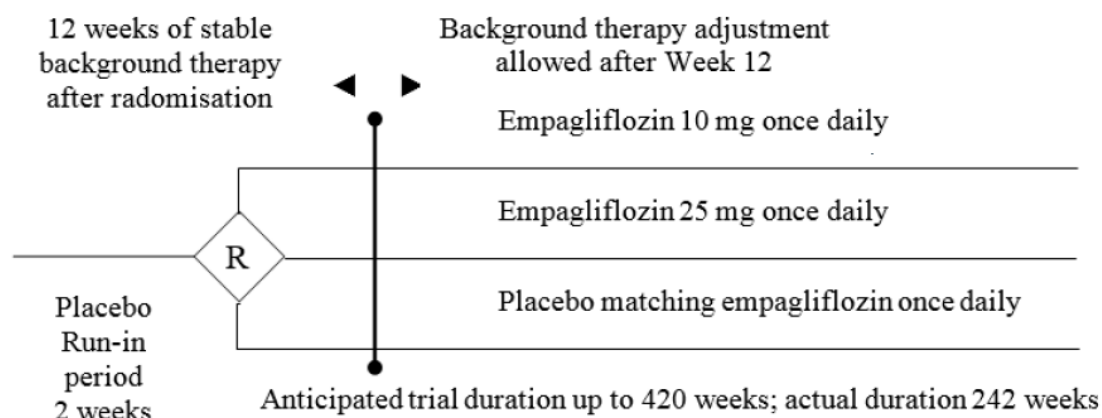 12 weeks of stable
background therapy
after radomisation
Background therapy adjustment
allowed after Week 12
Empagliflozin 10 mg once daily
Empagliflozin 25 mg once daily
R
Placebo matching empagliflozin once daily
Placebo
Run-in
period
2 weeks
Anticipated trial duration up to 420 weeks; actual duration 242 weeks